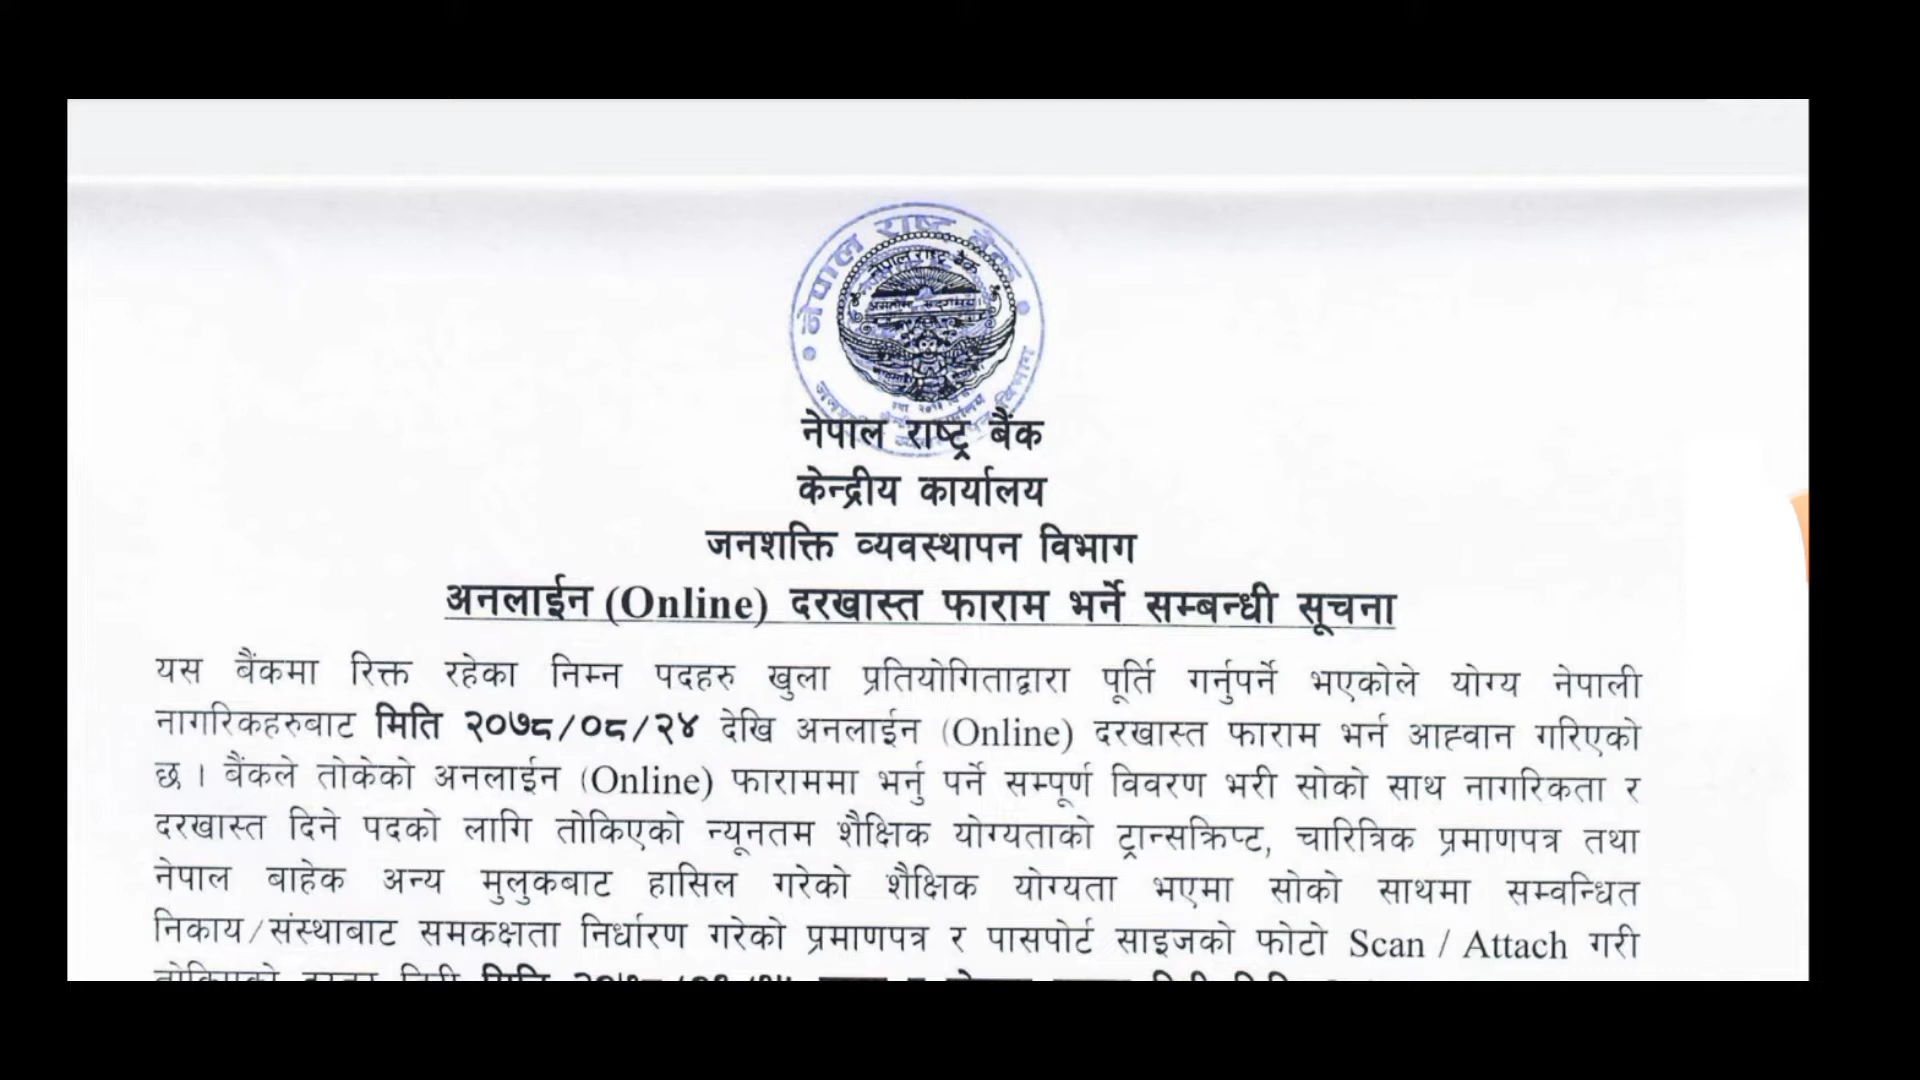 नेपाल राष्ट्र बैंक
नेपाल राष्ट्र बैंक
नेपाल राष्ट्र बैंक
केन्द्रीय कार्यालय
जनशक्ति व्यवस्थापन विभाग
अनलाईन (Online) दरखास्त फाराम भर्ने सम्बन्धी सूचना
यस बैंकमा रिक्त रहेका निम्न पदहरु खुला प्रतियोगिताद्वारा पूर्ति गर्नुपर्ने भएकोले योग्य नेपाली
नागरिकहरुबाट मिति २०७८/०८/२४ देखि अनलाईन (Online) दरखास्त फाराम भर्न आह्वान गरिएको
छ । बैंकले तोकेको अनलाईन (Online) फाराममा भर्नु पर्ने सम्पूर्ण विवरण भरी सोको साथ नागरिकता र
दरखास्त दिने पदको लागि तोकिएको न्यूनतम शैक्षिक योग्यताको ट्रान्सक्रिप्ट, चारित्रिक प्रमाणपत्र तथा
नेपाल बाहेक अन्य मुलुकबाट हासिल गरेको शैक्षिक योग्यता भएमा सोको साथमा सम्वन्धित
निकाय/संस्थाबाट समकक्षता निर्धारण गरेको प्रमाणपत्र र पासपोर्ट साइजको फोटो Scan / Attach गरी